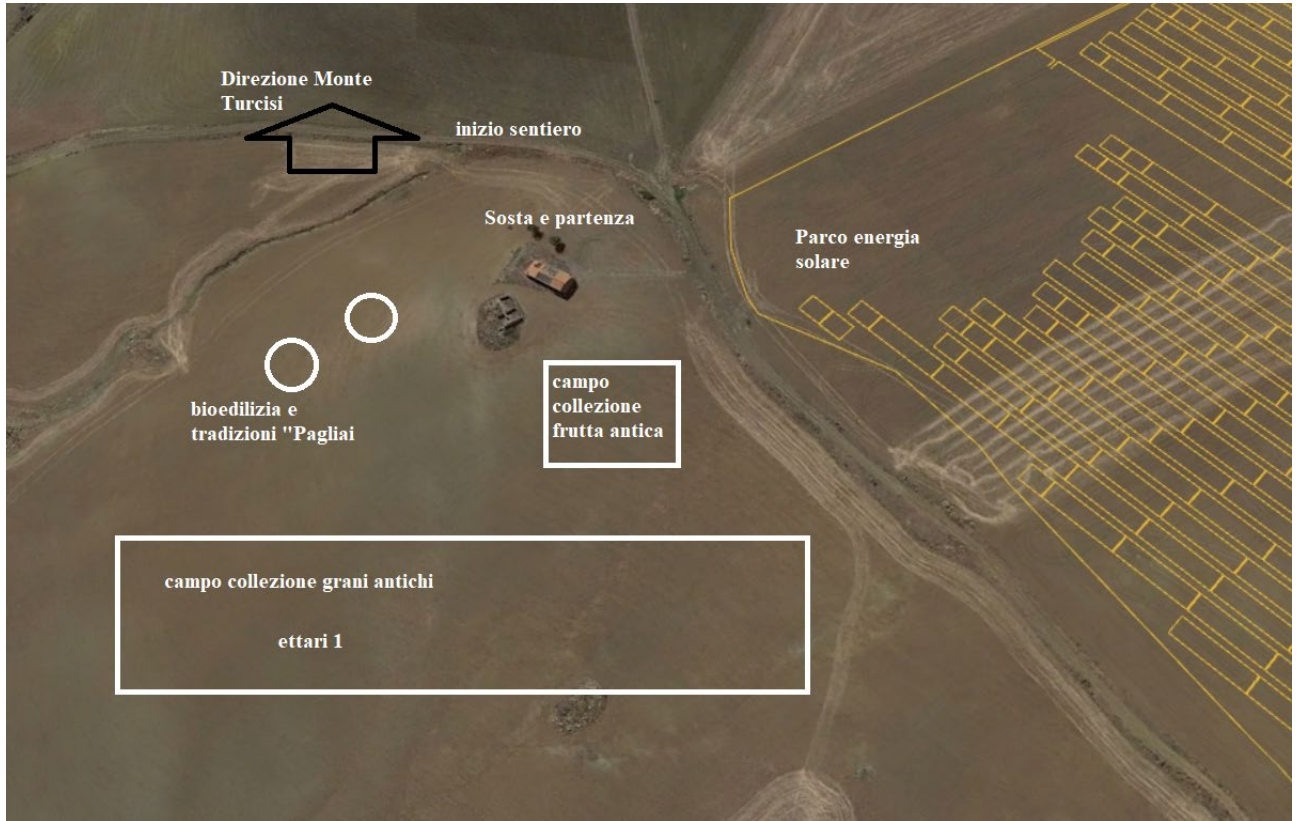 Direzione Monte
Turcisi
inizio sentiero
Sosta e partenza
Parco energia
solare
campo
collezione
frutta antica
bioedilizia e
tradizioni "Pagliai
campo collezione grani antichi
ettari 1